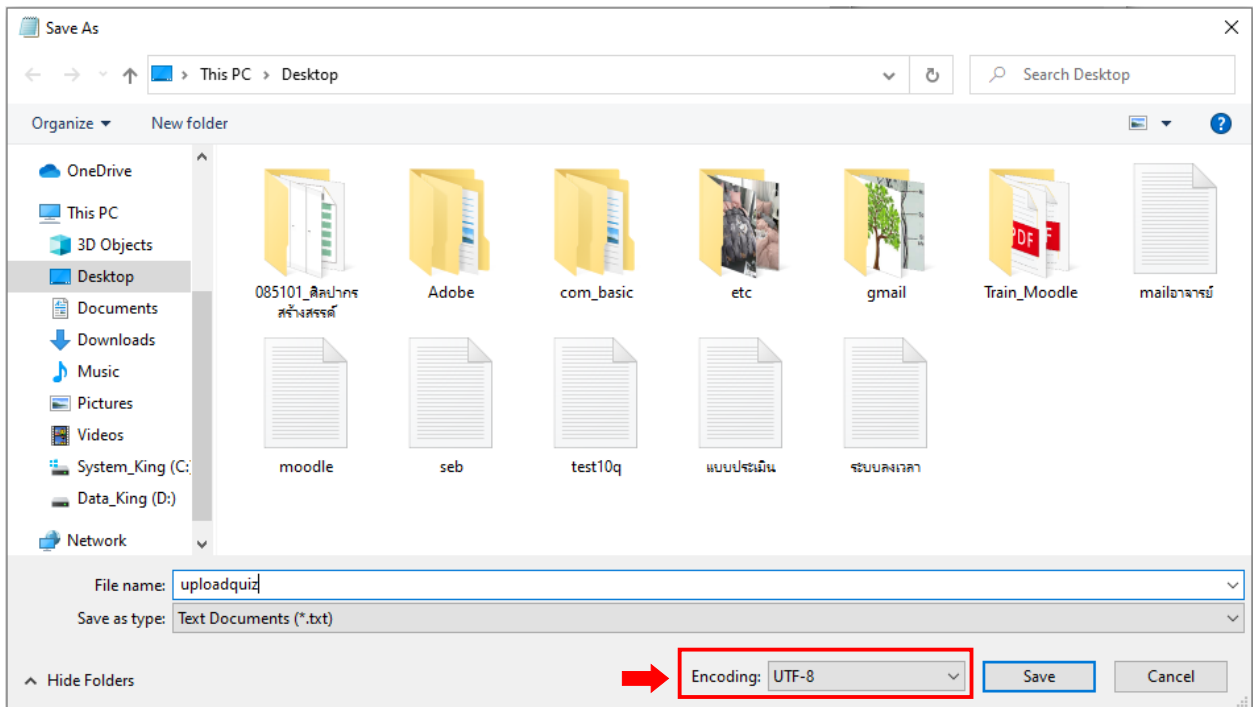 Save As
This PC > Desktop
Search Desktop
Organize
New folder
OneDrive
This PC
3D Objects
Desktop
Documents
Downloads
Music
Pictures
Videos
System_King (C:
Data_King (D:)
Network
085101_ศิลปากร
สร้างสรรค์
Adobe
com_basic
etc
gmail
Train_Moodle
mailอาจารย์
moodle
seb
test10q
แบบประเมิน
ระบบลงเวลา
PDF
File name: uploadquiz
Save as type: Text Documents (*.txt)
Hide Folders
Encoding: UTF-8
Save
Cancel